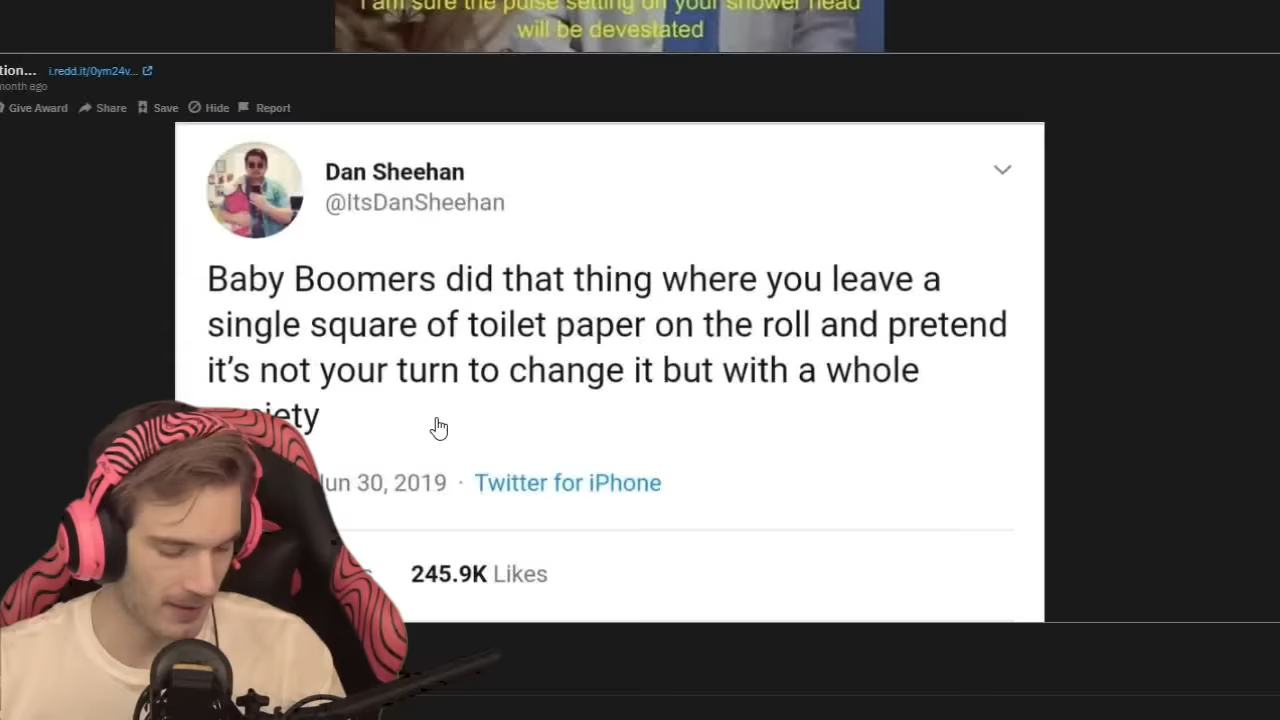 I am sure the pulse setting on your shower head
will be devestated
tion... i.redd.it/0ym24v...
month ago
Give Award Share Save Hide Report
Dan Sheehan
@ItsDanSheehan
Baby Boomers did that thing where you leave a
single square of toilet paper on the roll and pretend
it’s not your turn to change it but with a whole
Jun 30, 2019 · Twitter for iPhone
245.9K Likes